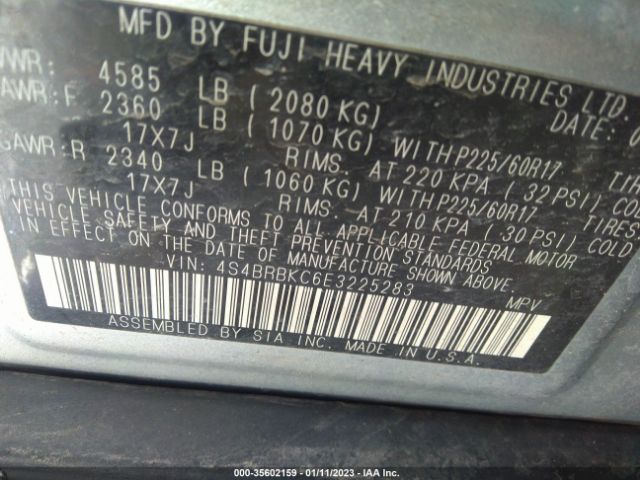 MFD BY FUJI HEAVY INDUSTRIES LTD.
DATE:
WR: 4585 LB ( 2080 KG)
AWR:F 2360 LB ( 1070 KG) WITH P225/60R17
17X7J RIMS. AT 220 KPA ( 32 PSI) COLD
GAWR:R 2340 LB ( 1060 KG) WITH P225/60R17 TIRES
17X7J RIMS. AT 210 KPA ( 30 PSI) COLD
THIS VEHICLE CONFORMS TO ALL APPLICABLE FEDERAL MOTOR
VEHICLE SAFETY AND THEFT PREVENTION STANDARDS
IN EFFECT ON THE DATE OF MANUFACTURE SHOWN ABOVE.
VIN: 4S4BRBKC6E3225283 MPV
ASSEMBLED BY SIA INC. MADE IN U.S.A.
000-35602159 - 01/11/2023 - IAA Inc.